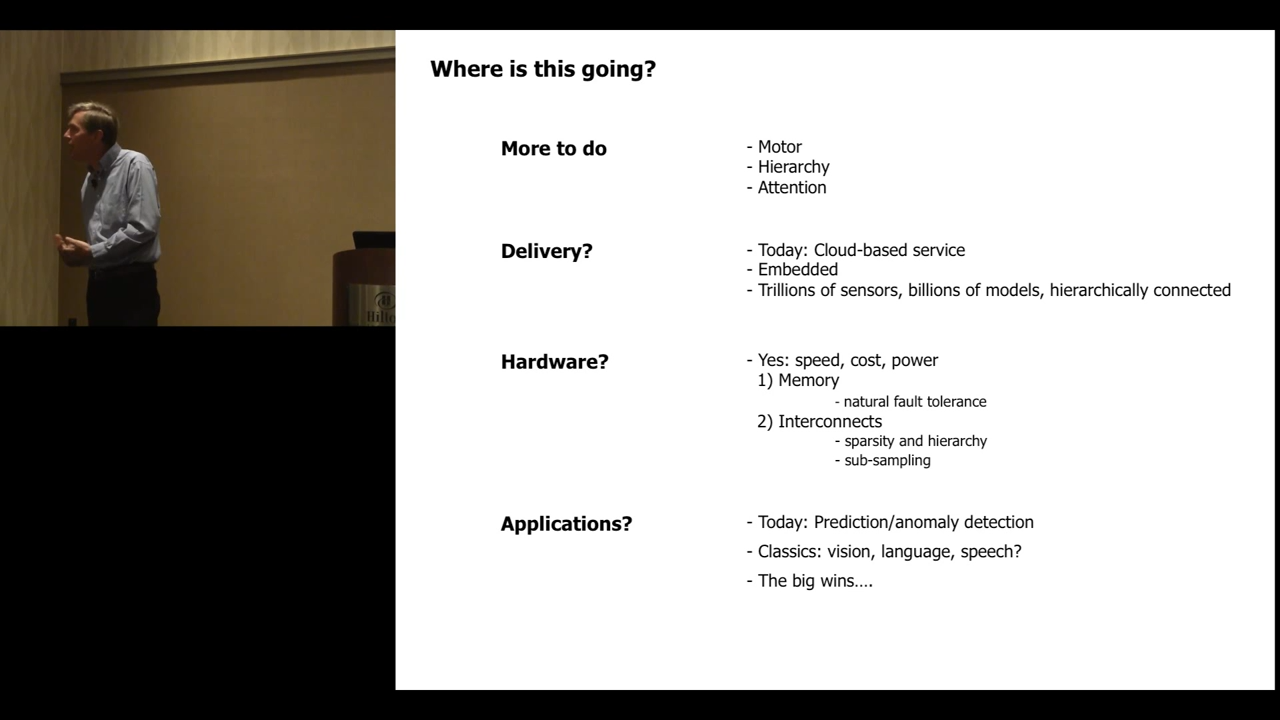 Where is this going?
More to do
- Motor
- Hierarchy
- Attention
Delivery?
- Today: Cloud-based service
- Embedded
- Trillions of sensors, billions of models, hierarchically connected
Hardware?
- Yes: speed, cost, power
1) Memory
- natural fault tolerance
2) Interconnects
- sparsity and hierarchy
- sub-sampling
Applications?
- Today: Prediction/anomaly detection
- Classics: vision, language, speech?
- The big wins….